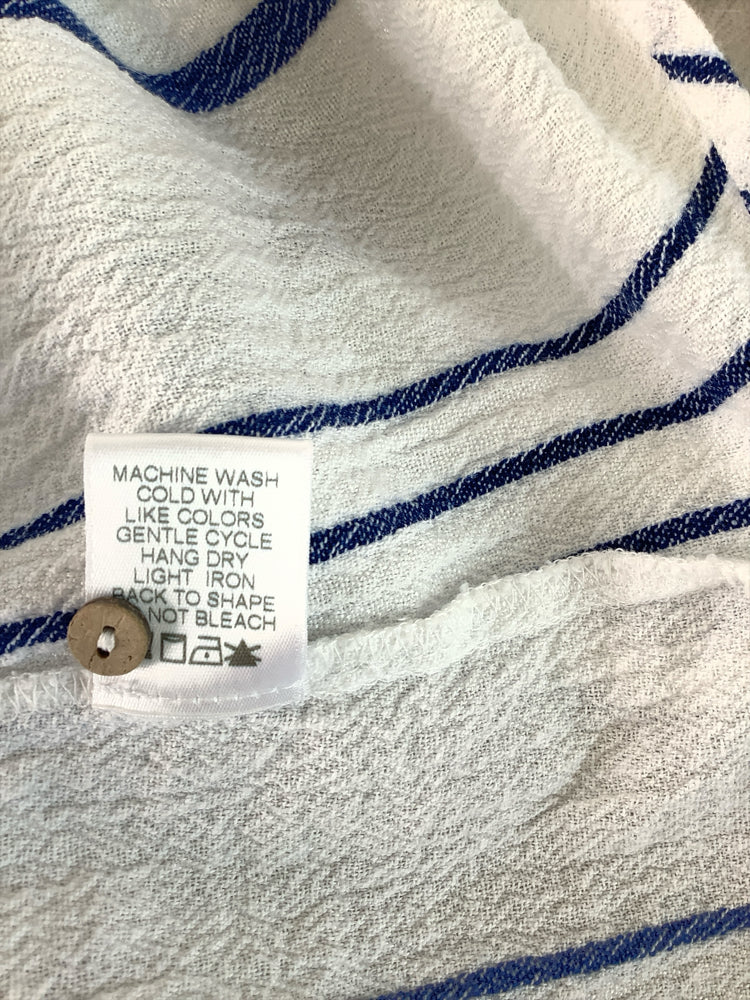 MACHINE WASH
COLD WITH
LIKE COLORS
GENTLE CYCLE
HANG DRY
LIGHT IRON
BACK TO SHAPE
NOT BLEACH